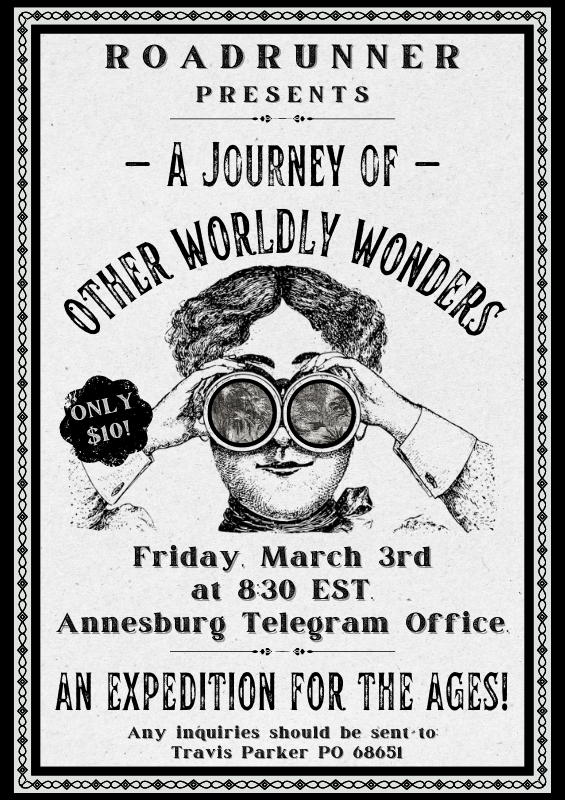 ROADRUNNER
PRESENTS
– A JOURNEY OF –
OTHER WORLDLY WONDERS
ONLY
$10!
Friday, March 3rd
at 8:30 EST.
Annesburg Telegram Office.
AN EXPEDITION FOR THE AGES!
Any inquiries should be sent to:
Travis Parker PO 68651